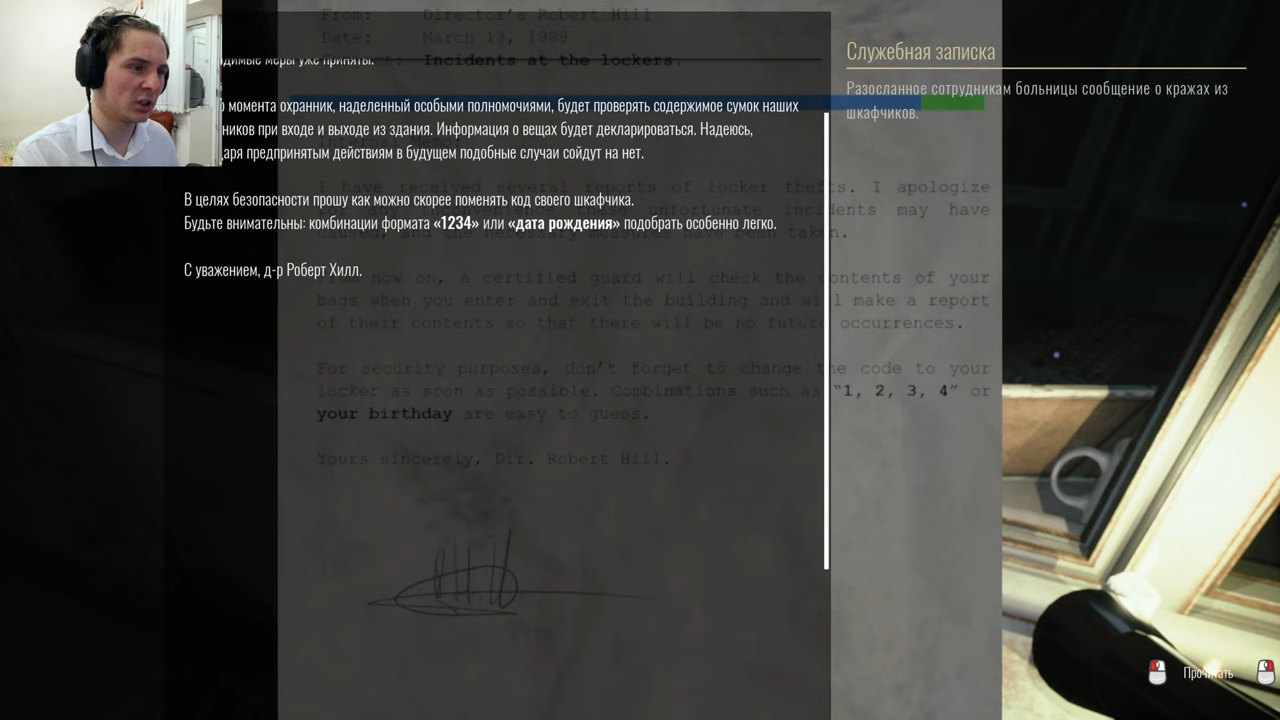 From: Director's Robert Hill
Date: March 13, 1988
Incidents at the lockers.
меры уже приняты.
момента охранник, наделенный особыми полномочиями, будет проверять содержимое сумок наших
при входе и выходе из здания. Информация о вещах будет декларироваться. Надеюсь,
предпринятым действиям в будущем подобные случаи сойдут на нет.
В целях безопасности прошу как можно скорее поменять код своего шкафчика.
Будьте внимательны: комбинации формата «1234» или «дата рождения» подобрать особенно легко.
С уважением, д-р Роберт Хилл.
I have received several reports of locker thefts. I apologize
unfortunate incidents may have
been taken.
now on, a certified guard will check the contents of your
bags when you enter and exit the building and will make a report
of their contents so that there will be no future occurrences.
For security purposes, don't forget to change the code to your
locker as soon as possible. Combinations such as "1, 2, 3, 4" or
your birthday are easy to guess.
Yours sincerely, Dir. Robert Hill.
Служебная записка
Разосланное сотрудникам больницы сообщение о кражах из
шкафчиков.
Прочитать